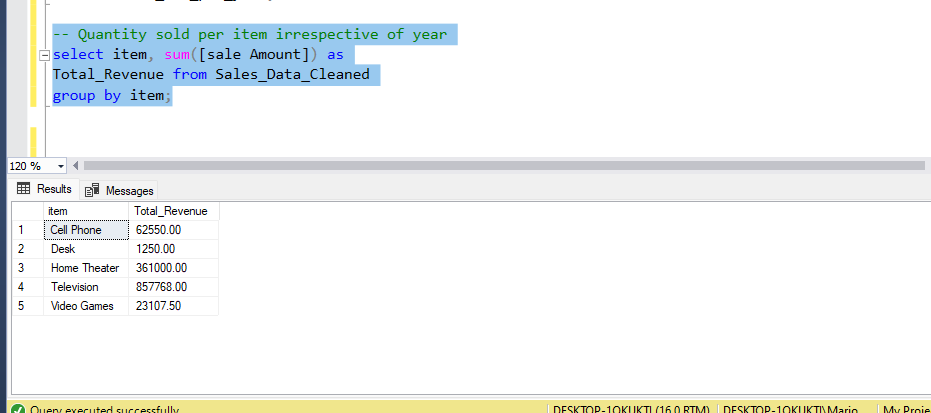 -- Quantity sold per item irrespective of year
select item, sum([sale Amount]) as
Total_Revenue from Sales_Data_Cleaned
group by item;
120 %
Results Messages
item Total_Revenue
1 Cell Phone 62550.00
2 Desk 1250.00
3 Home Theater 361000.00
4 Television 857768.00
5 Video Games 23107.50
Query executed successfully DESKTOP-1QKUKTL (16.0 RTM) DESKTOP-1QKUKTL\Mario My Proje